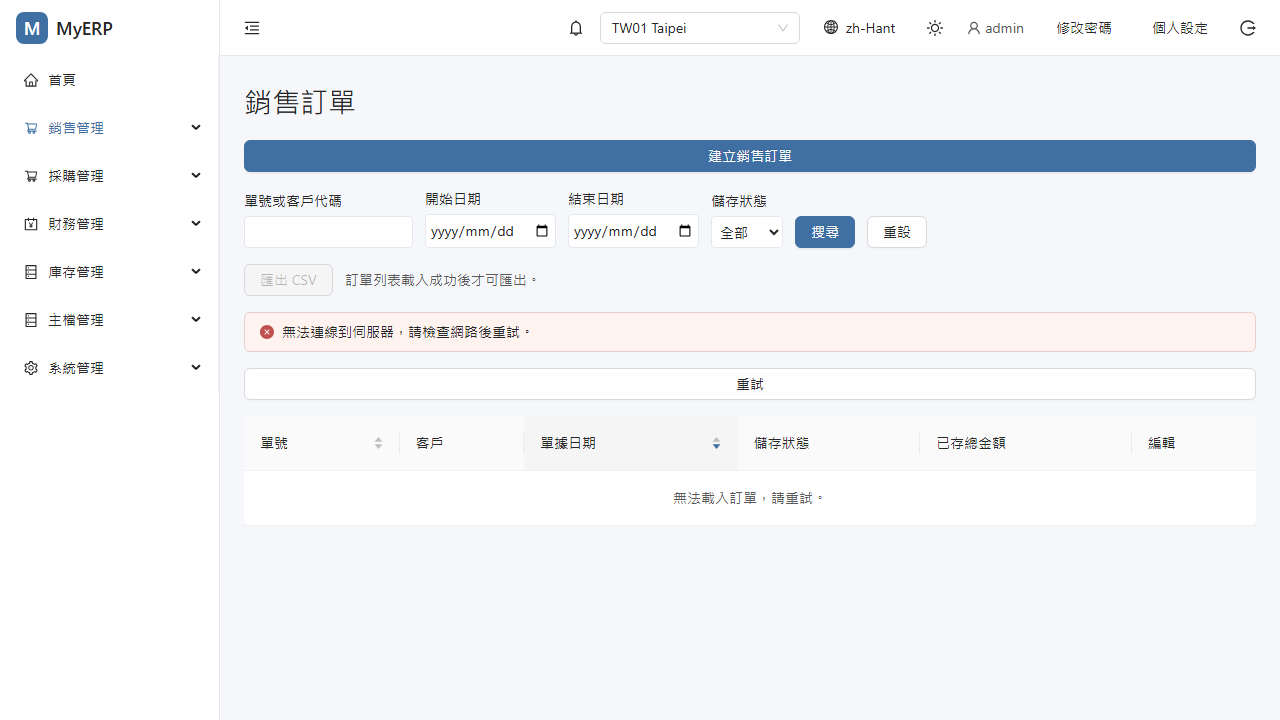 M MyERP
TW01 Taipei
zh-Hant
admin
修改密碼
個人設定
首頁
銷售管理
採購管理
財務管理
庫存管理
主檔管理
系統管理
銷售訂單
建立銷售訂單
單號或客戶代碼
開始日期
yyyy/mm/dd
結束日期
yyyy/mm/dd
儲存狀態
全部
搜尋
重設
匯出 CSV
訂單列表載入成功後才可匯出。
無法連線到伺服器，請檢查網路後重試。
重試
單號 客戶 單據日期 儲存狀態 已存總金額 編輯
無法載入訂單，請重試。